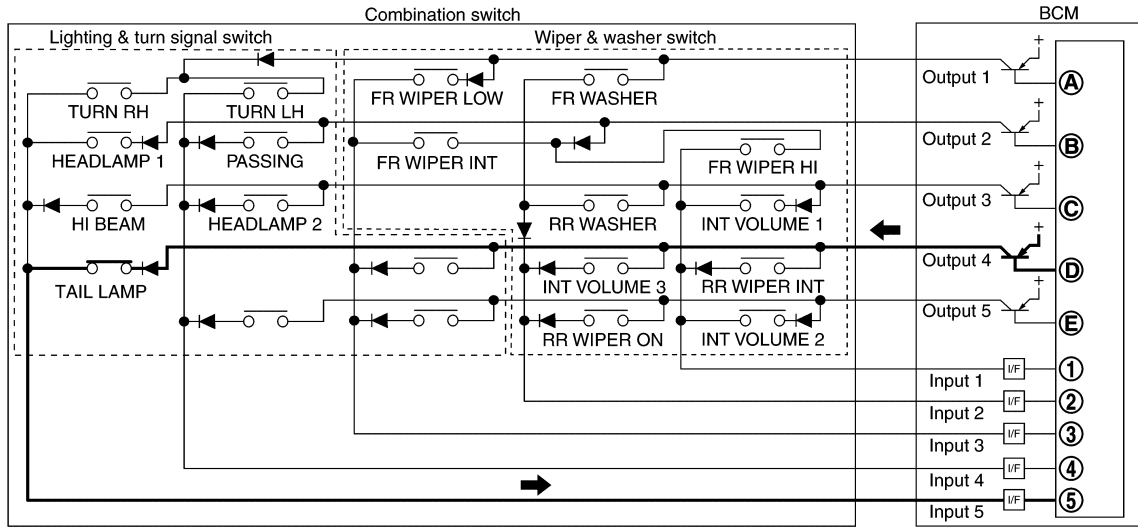 Combination switch
BCM
Lighting & turn signal switch
Wiper & washer switch
+
Output 1
A
TURN RH
TURN LH
FR WIPER LOW
FR WASHER
+
Output 2
B
HEADLAMP 1
PASSING
FR WIPER INT
FR WIPER HI
+
Output 3
C
HI BEAM
HEADLAMP 2
RR WASHER
INT VOLUME 1
+
Output 4
D
TAIL LAMP
INT VOLUME 3
RR WIPER INT
+
Output 5
E
RR WIPER ON
INT VOLUME 2
Input 1
I/F
1
Input 2
I/F
2
Input 3
I/F
3
Input 4
I/F
4
Input 5
I/F
5